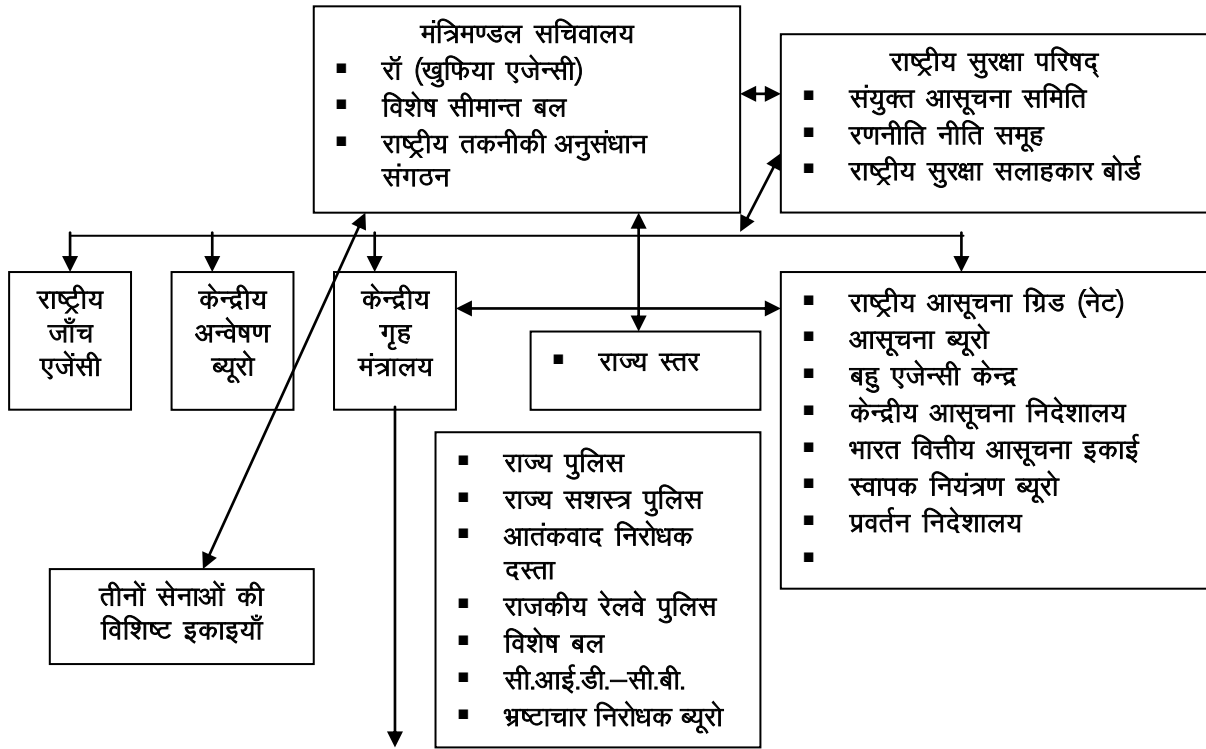 मंत्रिमण्डल सचिवालय
▪ रॉ (खुफिया एजेन्सी)
▪ विशेष सीमान्त बल
▪ राष्ट्रीय तकनीकी अनुसंधान
संगठन
राष्ट्रीय सुरक्षा परिषद्
▪ संयुक्त आसूचना समिति
▪ रणनीति नीति समूह
▪ राष्ट्रीय सुरक्षा सलाहकार बोर्ड
राष्ट्रीय
जाँच
एजेंसी
केन्द्रीय
अन्वेषण
ब्यूरो
केन्द्रीय
गृह
मंत्रालय
▪ राज्य स्तर
▪ राष्ट्रीय आसूचना ग्रिड (नेट)
▪ आसूचना ब्यूरो
▪ बहु एजेन्सी केन्द्र
▪ केन्द्रीय आसूचना निदेशालय
▪ भारत वित्तीय आसूचना इकाई
▪ स्वापक नियंत्रण ब्यूरो
▪ प्रवर्तन निदेशालय
▪
▪ राज्य पुलिस
▪ राज्य सशस्त्र पुलिस
▪ आतंकवाद निरोधक
दस्ता
▪ राजकीय रेलवे पुलिस
▪ विशेष बल
▪ सी.आई.डी.–सी.बी.
▪ भ्रष्टाचार निरोधक ब्यूरो
तीनों सेनाओं की
विशिष्ट इकाइयाँ